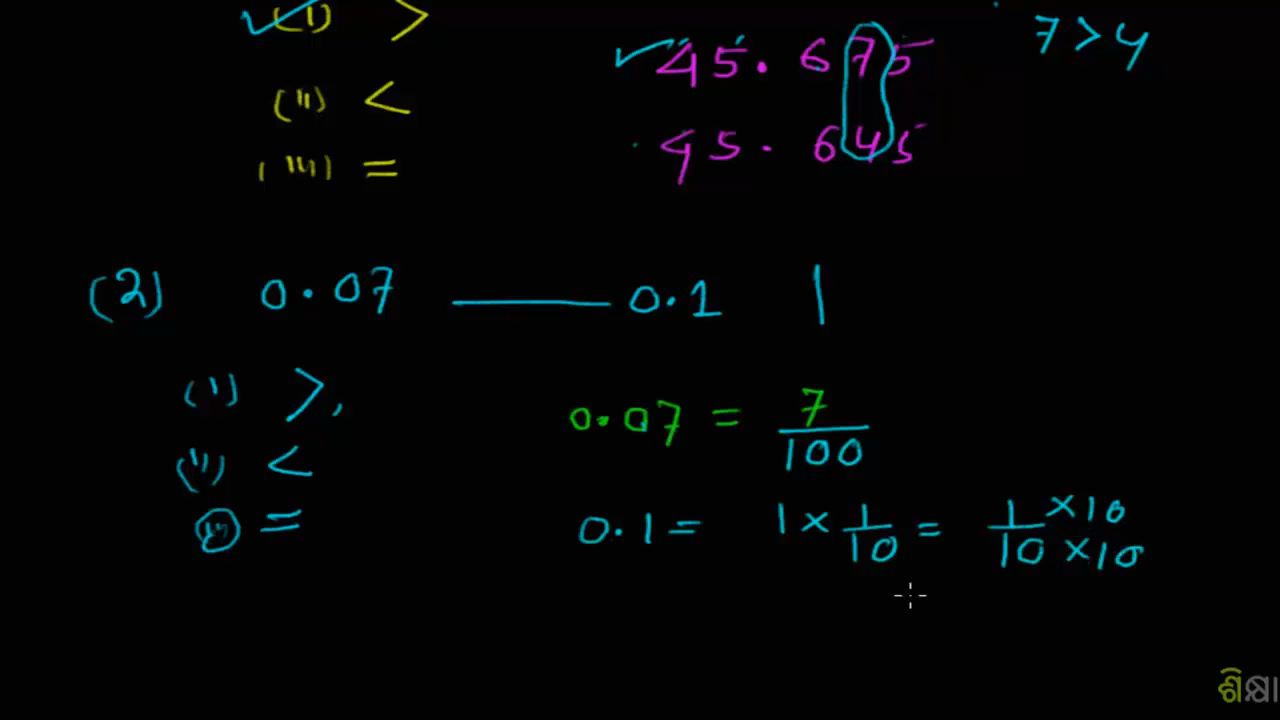 (i) >
45.675
7 > 4
(ii) <
45.645
(iii) =
(2) 0.07 ——— 0.1 |
(i) >,
0.07 = 7/100
(ii) <
(iii) =
0.1 = 1 × 1/10 = 1 × 10 / 10 × 10
ଶିକ୍ଷା